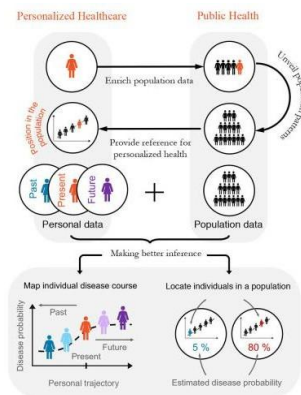 Personalized Healthcare
Public Health
Enrich population data
Unveil population patterns
Position in the
population
Provide reference for
personalized health
Past
Present
Future
Personal data
Population data
Making better inference
Map individual disease course
Locate individuals in a population
Disease probability
Past
Future
Present
Personal trajectory
5 %
80 %
Estimated disease probability